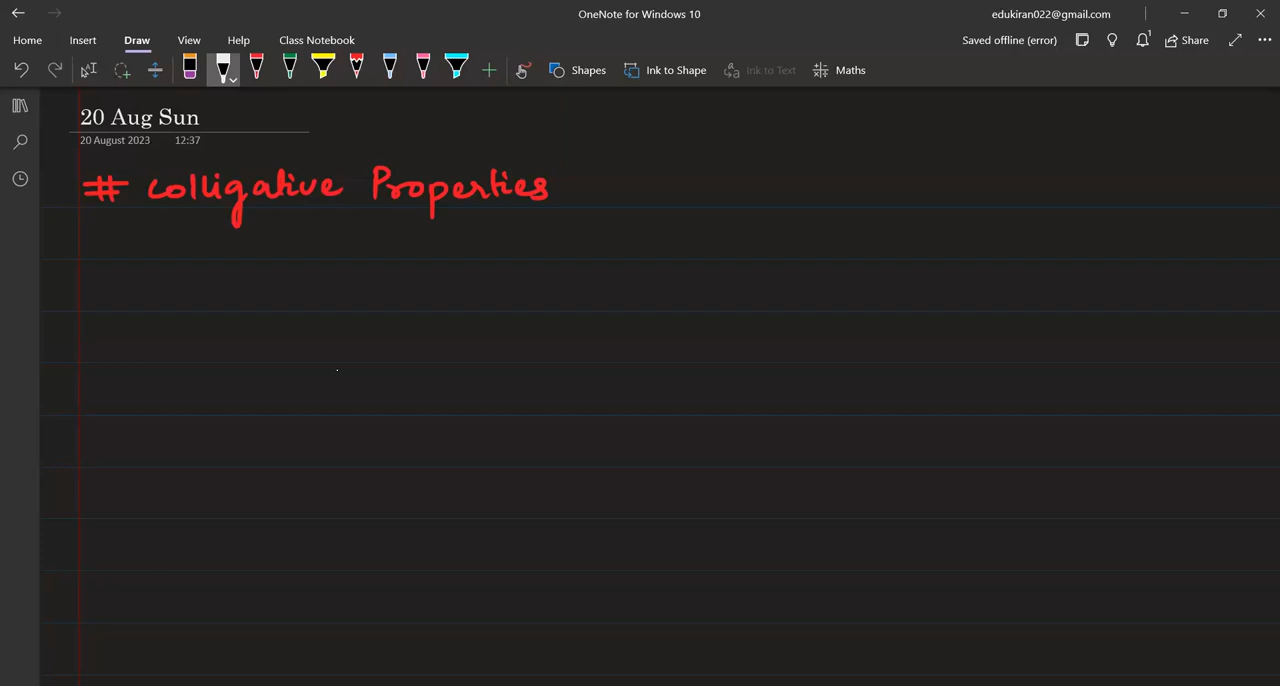 OneNote for Windows 10
edukiran022@gmail.com
Home Insert Draw View Help Class Notebook
Saved offline (error)
1
Share
Shapes
Ink to Shape
Ink to Text
Maths
20 Aug Sun
20 August 2023 12:37
# Colligative Properties